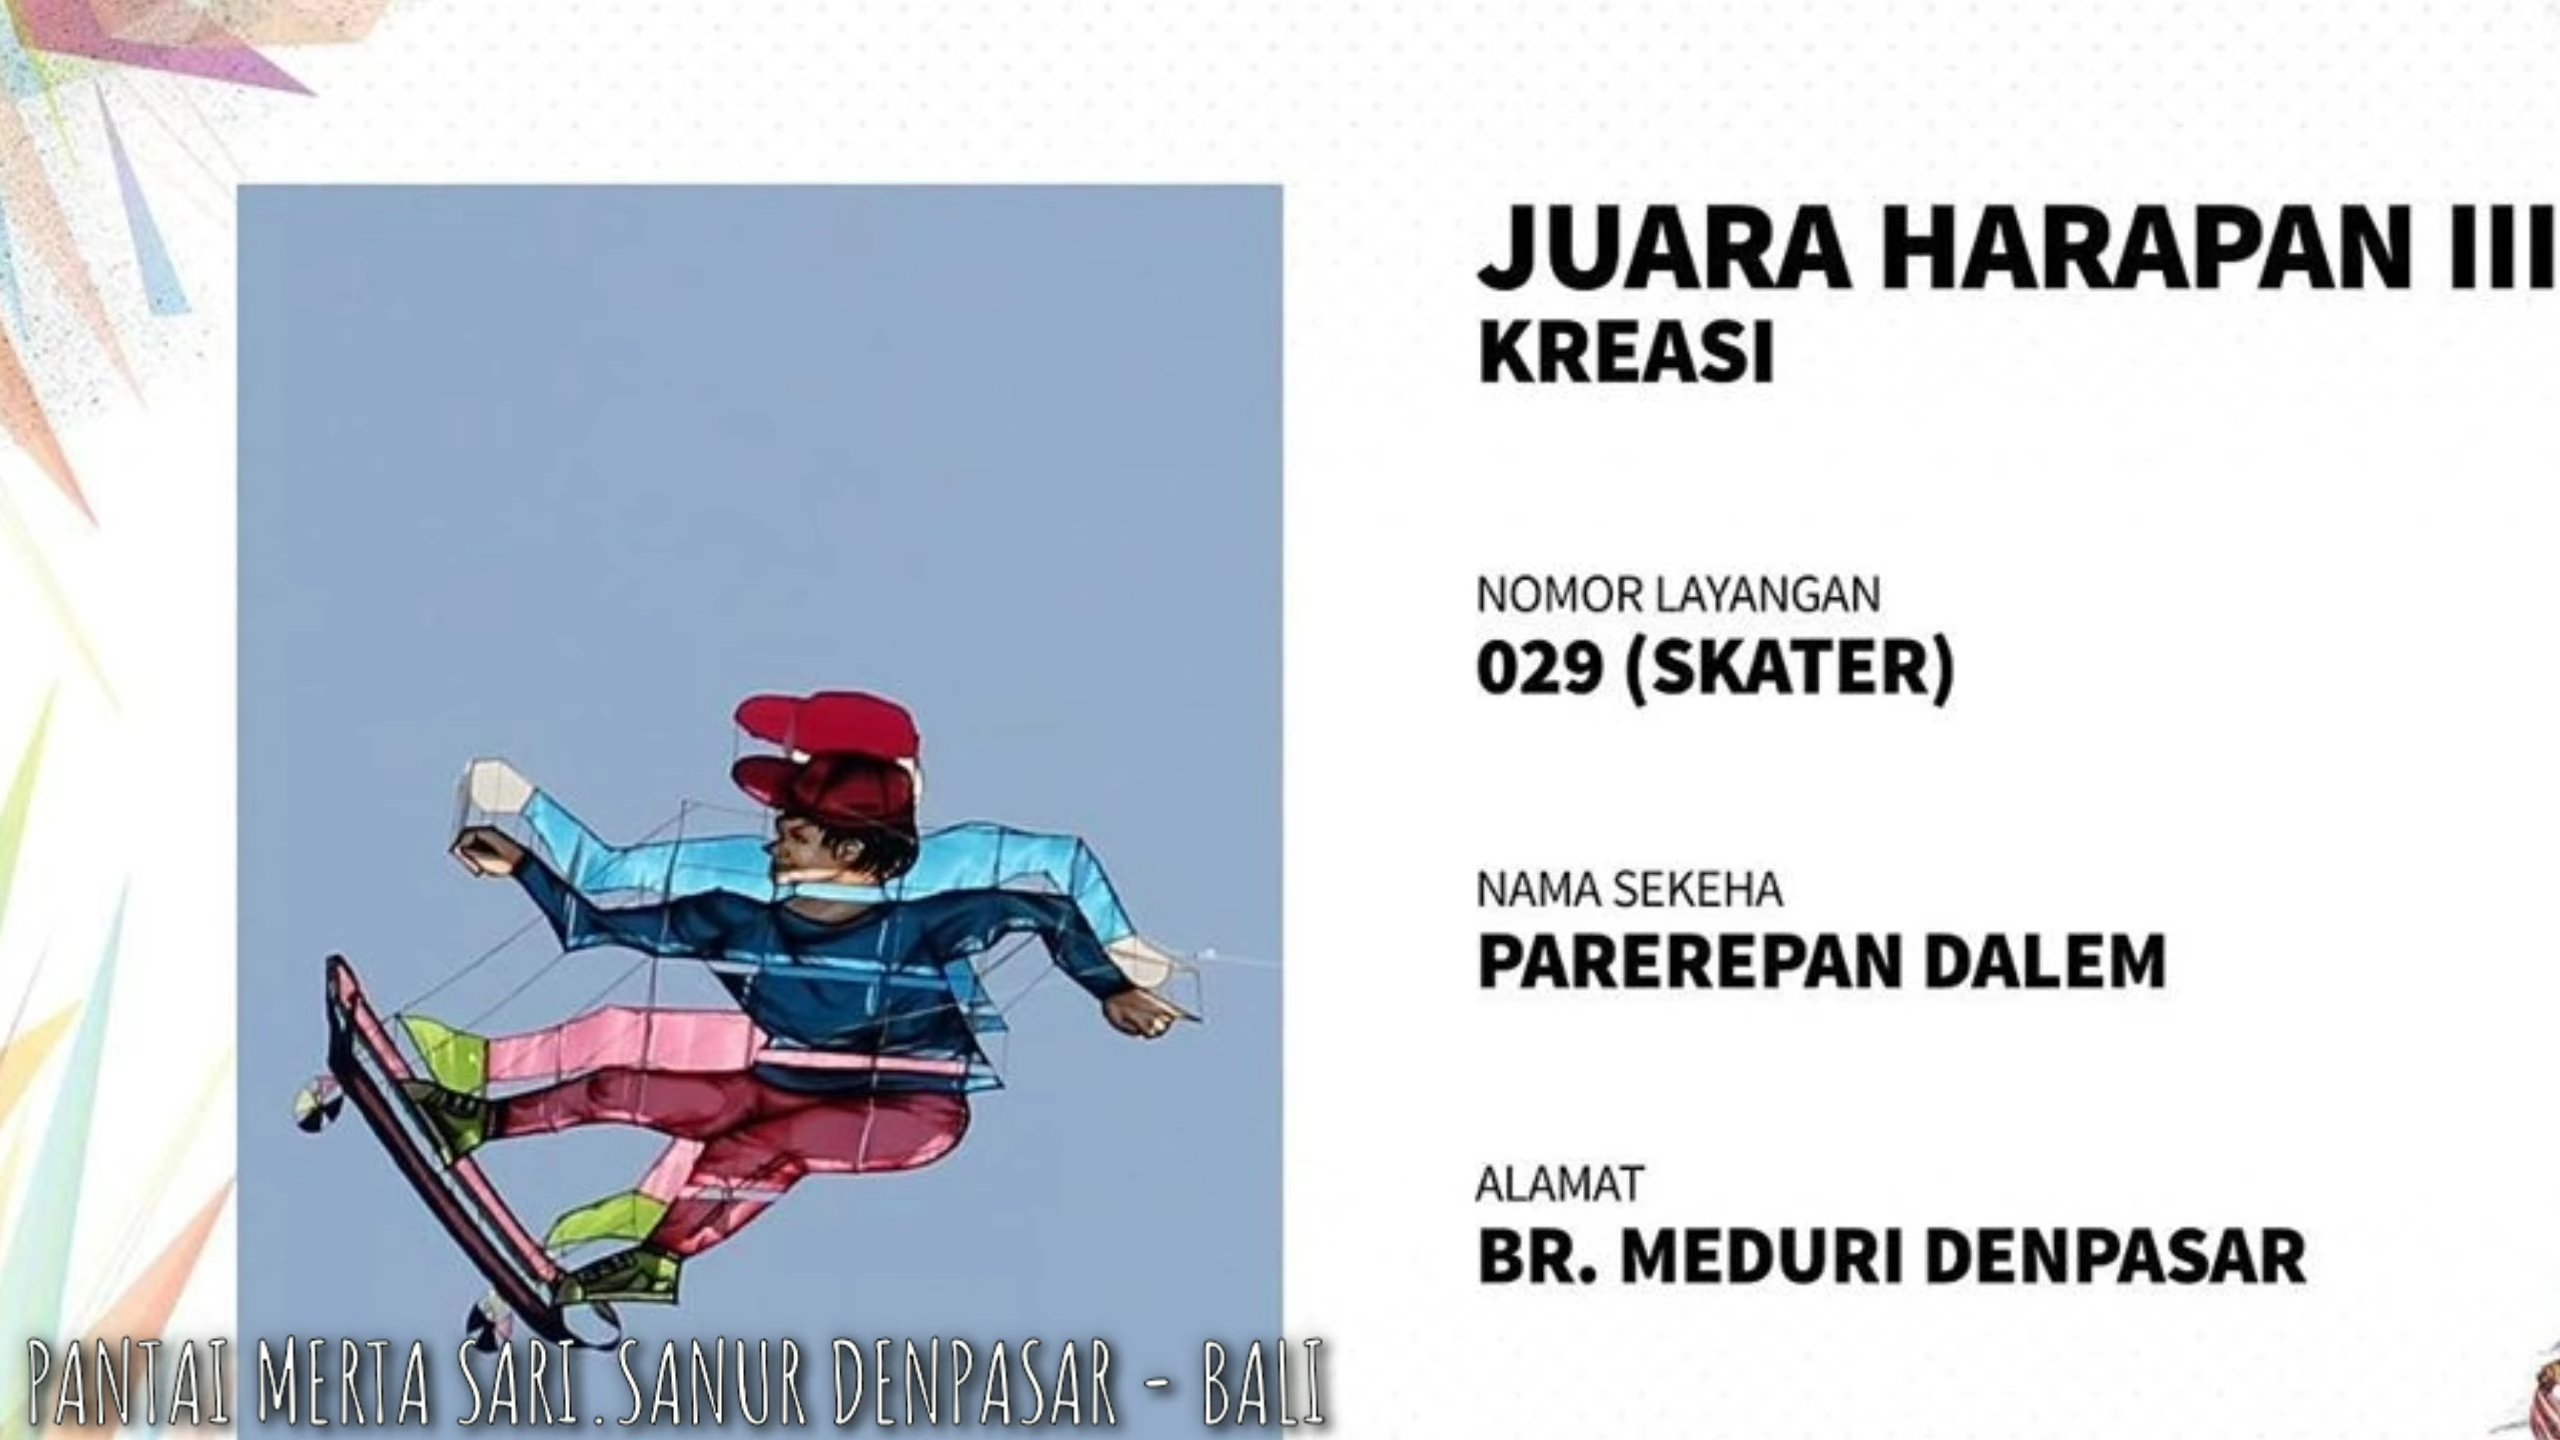 JUARA HARAPAN III
KREASI
NOMOR LAYANGAN
029 (SKATER)
NAMA SEKEHA
PAREREPAN DALEM
ALAMAT
BR. MEDURI DENPASAR
PANTAI MERTA SARI.SANUR DENPASAR - BALI